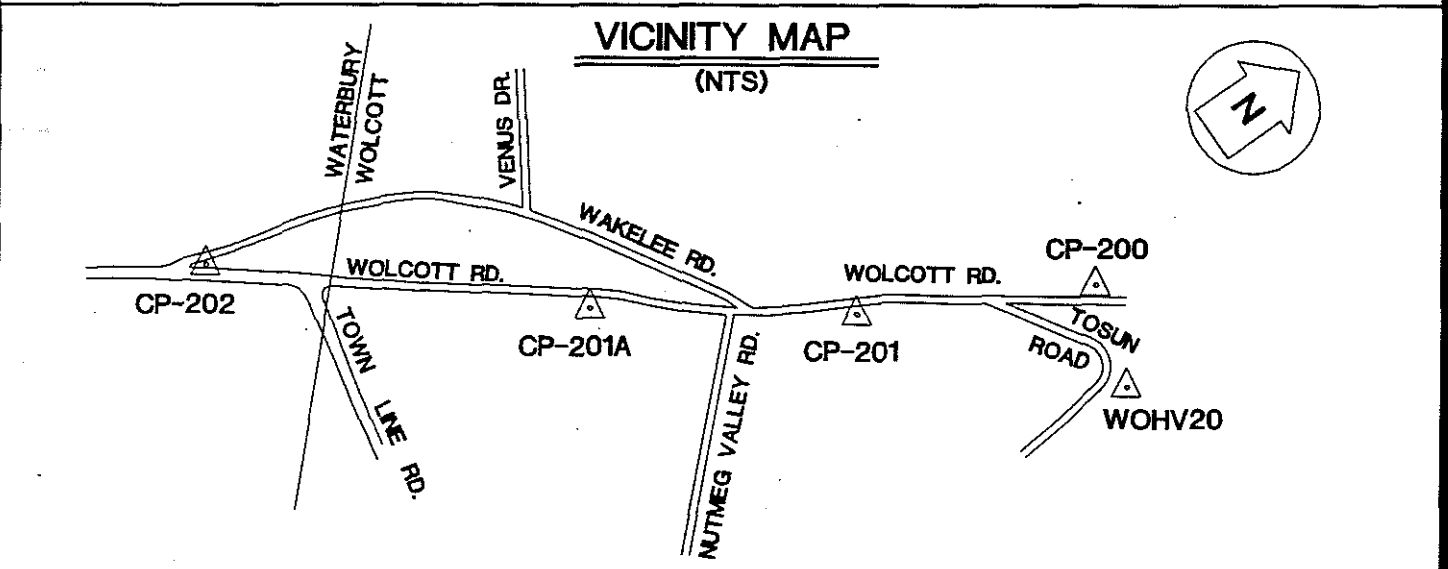 VICINITY MAP
(NTS)
N
WATERBURY
WOLCOTT
VENUS DR.
WAKELEE RD.
WOLCOTT RD.
WOLCOTT RD.
CP-200
CP-202
TOWN LINE RD.
CP-201A
CP-201
TOSUN
ROAD
NUTMEG VALLEY RD.
WOHV20